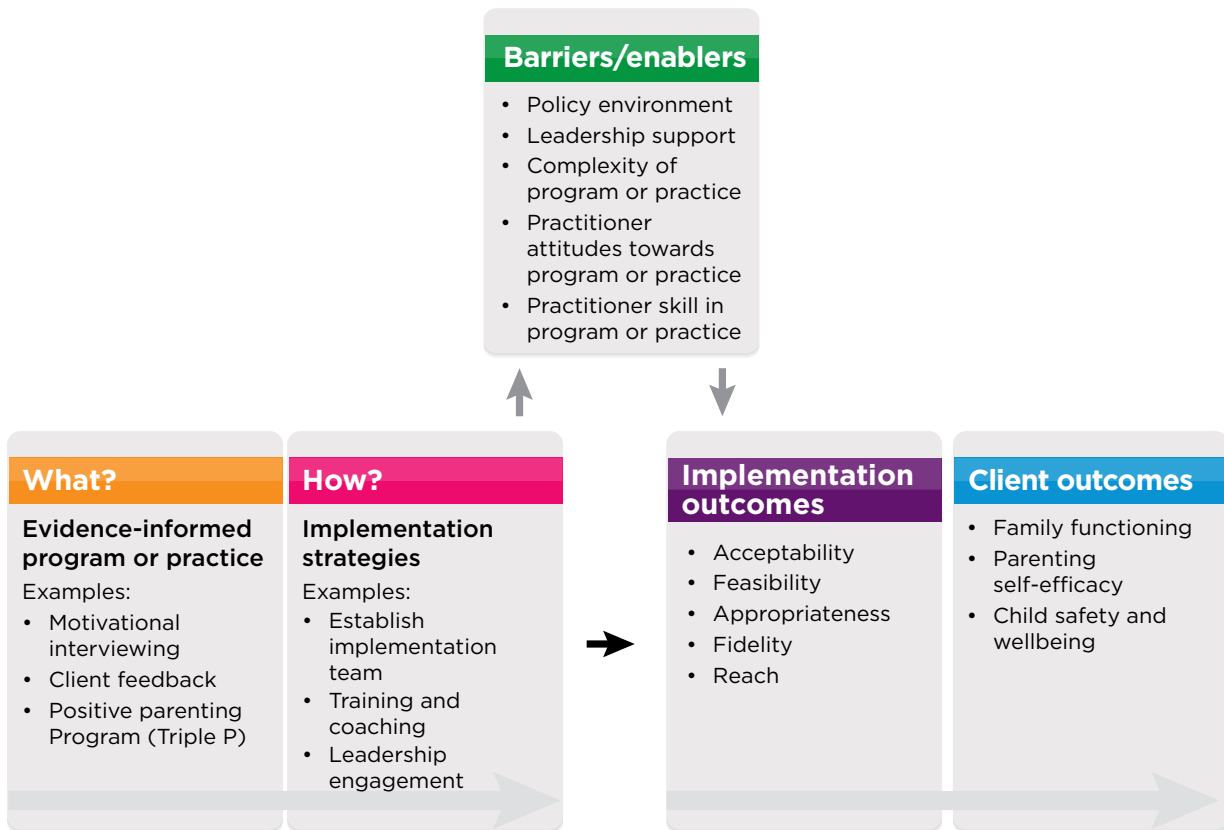 Barriers/enablers
• Policy environment
• Leadership support
• Complexity of
program or practice
• Practitioner
attitudes towards
program or practice
• Practitioner skill in
program or practice
What?
Evidence-informed
program or practice
Examples:
• Motivational
interviewing
• Client feedback
• Positive parenting
Program (Triple P)
How?
Implementation
strategies
Examples:
• Establish
implementation
team
• Training and
coaching
• Leadership
engagement
Implementation
outcomes
• Acceptability
• Feasibility
• Appropriateness
• Fidelity
• Reach
Client outcomes
• Family functioning
• Parenting
self-efficacy
• Child safety and
wellbeing